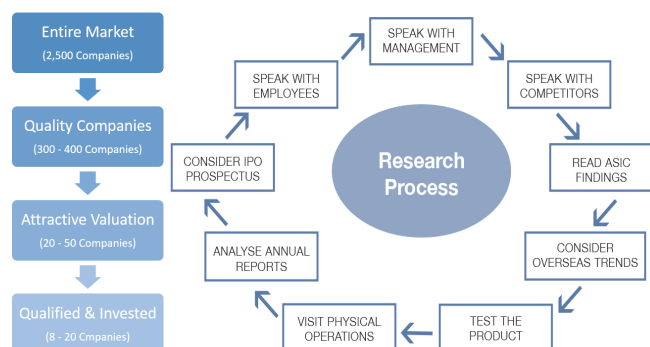 Entire Market
(2,500 Companies)
Quality Companies
(300 - 400 Companies)
Attractive Valuation
(20 - 50 Companies)
Qualified & Invested
(8 - 20 Cmpanies)
Research
Process
SPEAK WITH
MANAGEMENT
SPEAK WITH
COMPETITORS
READ ASIC
FINDINGS
CONSIDER
OVERSEAS TRENDS
TEST THE
PRODUCT
VISIT PHYSICAL
OPERATIONS
ANALYSE ANNUAL
REPORTS
CONSIDER IPO
PROSPECTUS
SPEAK WITH
EMPLOYEES